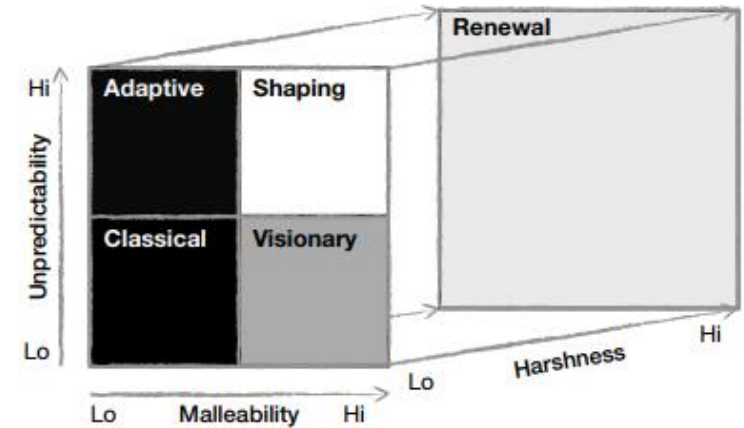 Renewal
Hi
Adaptive
Shaping
Unpredictability
Classical
Visionary
Lo
Hi
Harshness
Lo
Lo
Malleability
Hi